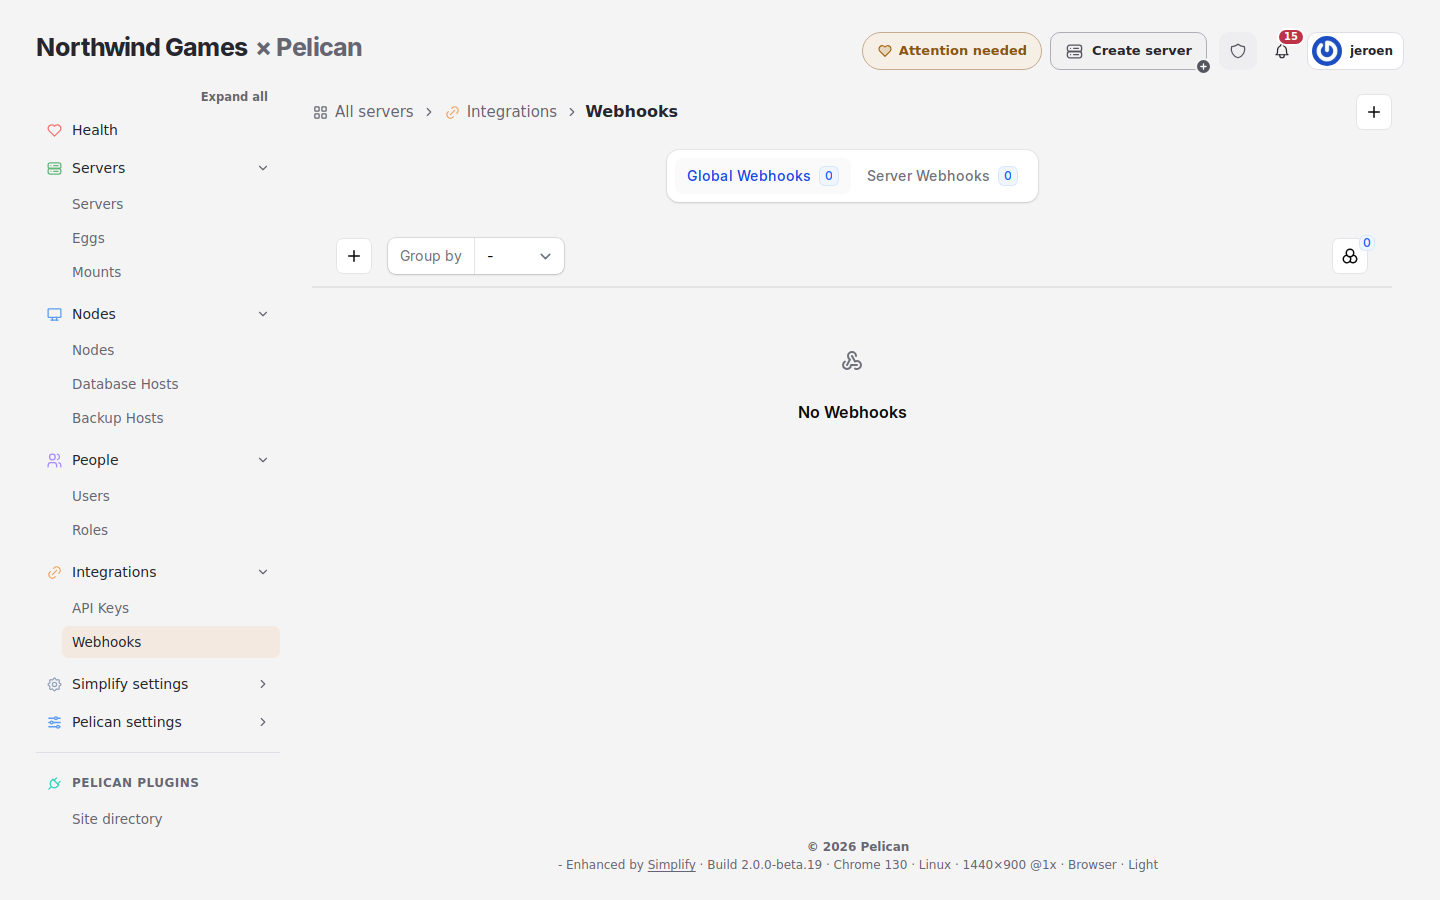 Northwind Games × Pelican
Attention needed
Create server
15
jeroen
Expand all
Health
Servers
Servers
Eggs
Mounts
Nodes
Nodes
Database Hosts
Backup Hosts
People
Users
Roles
Integrations
API Keys
Webhooks
Simplify settings
Pelican settings
PELICAN PLUGINS
Site directory
All servers > Integrations > Webhooks
Global Webhooks 0
Server Webhooks 0
Group by -
0
No Webhooks
© 2026 Pelican
- Enhanced by Simplify · Build 2.0.0-beta.19 · Chrome 130 · Linux · 1440×900 @1x · Browser · Light